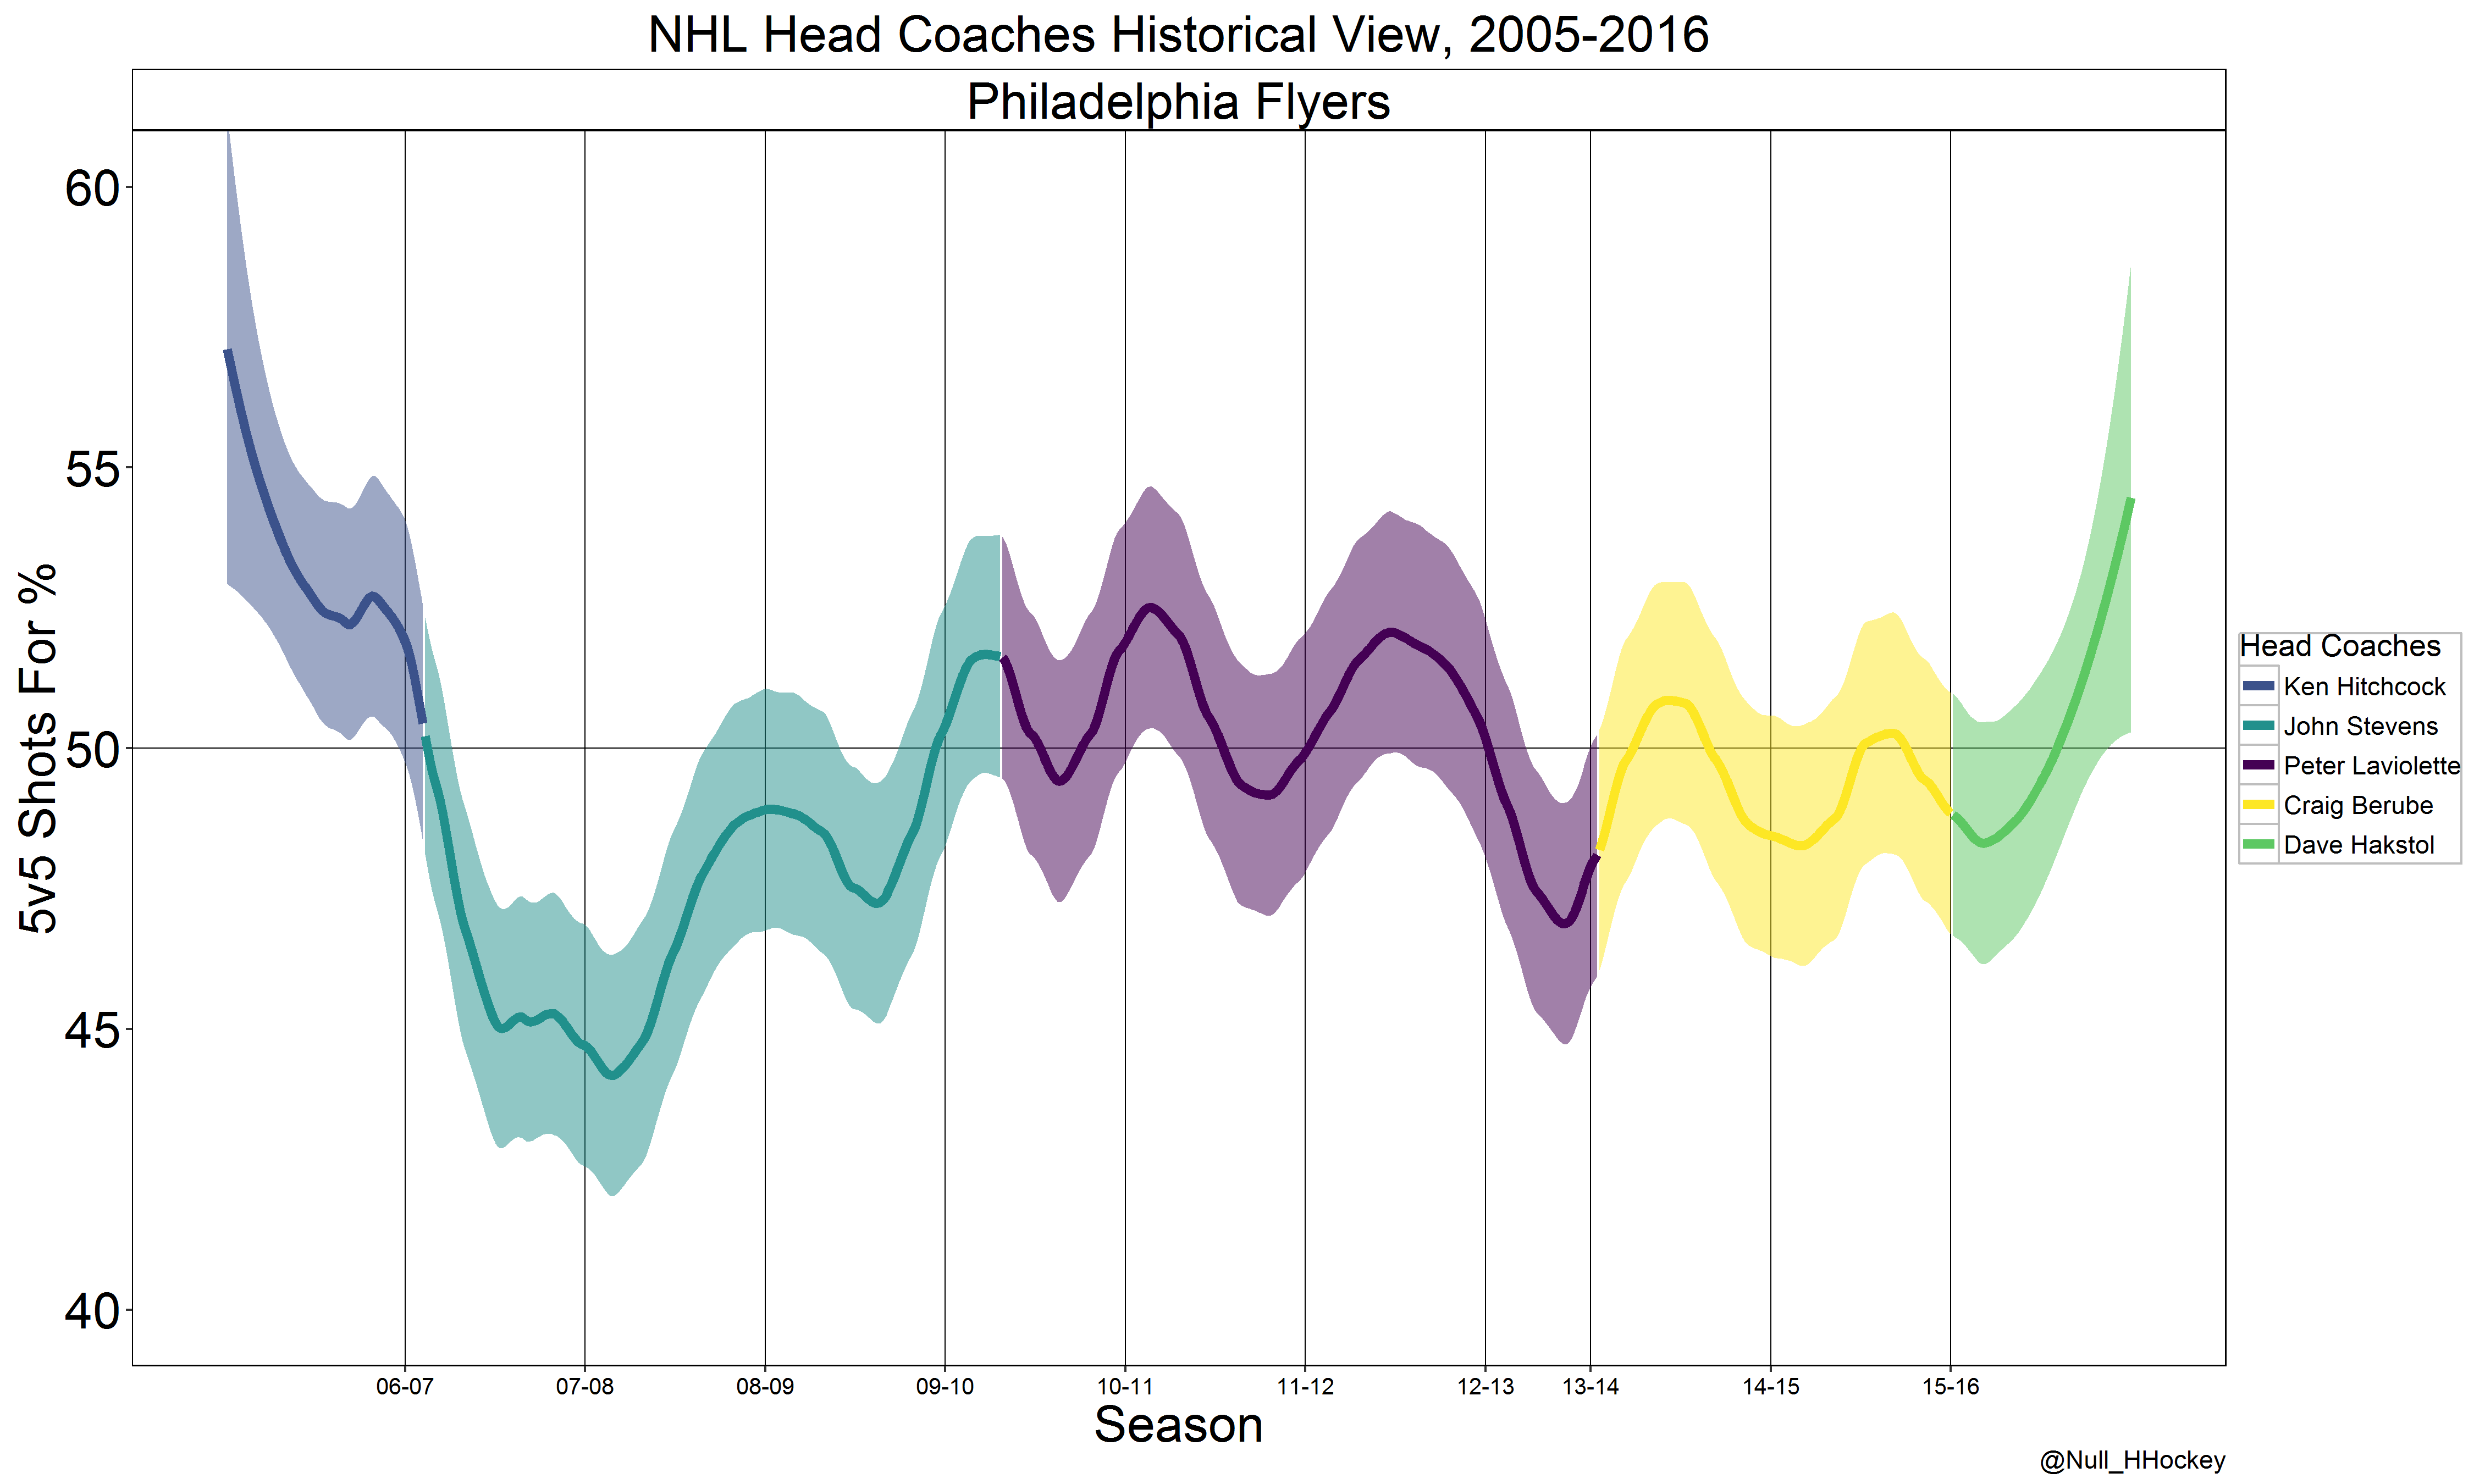 NHL Head Coaches Historical View, 2005-2016
Philadelphia Flyers
60
55
50
45
40
5v5 Shots For %
06-07 07-08 08-09 09-10 10-11 11-12 12-13 13-14 14-15 15-16
Season
Head Coaches
Ken Hitchcock
John Stevens
Peter Laviolette
Craig Berube
Dave Hakstol
@Null_HHockey